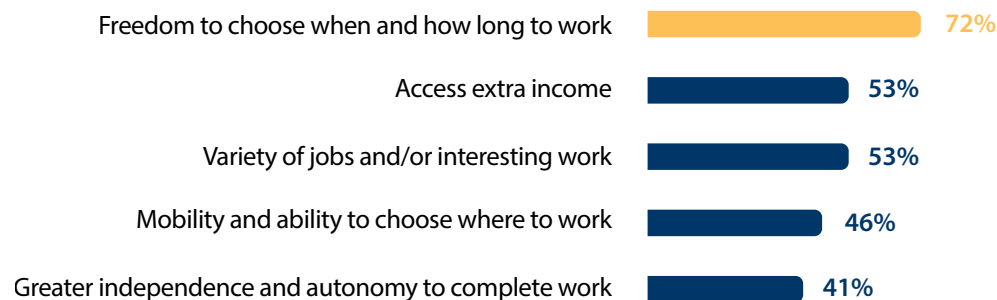 Freedom to choose when and how long to work 72%
Access extra income 53%
Variety of jobs and/or interesting work 53%
Mobility and ability to choose where to work 46%
Greater independence and autonomy to complete work 41%